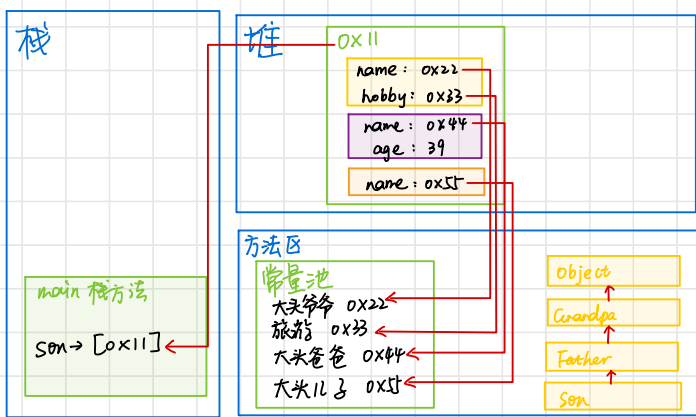 栈
main 栈方法
son→[0x11]
堆
0x11
name: 0x22
hobby: 0x33
name: 0x44
age: 39
name: 0x55
方法区
常量池
大头爷爷 0x22
旅游 0x33
大头爸爸 0x44
大头儿子 0x55
Object
Grandpa
Father
Son